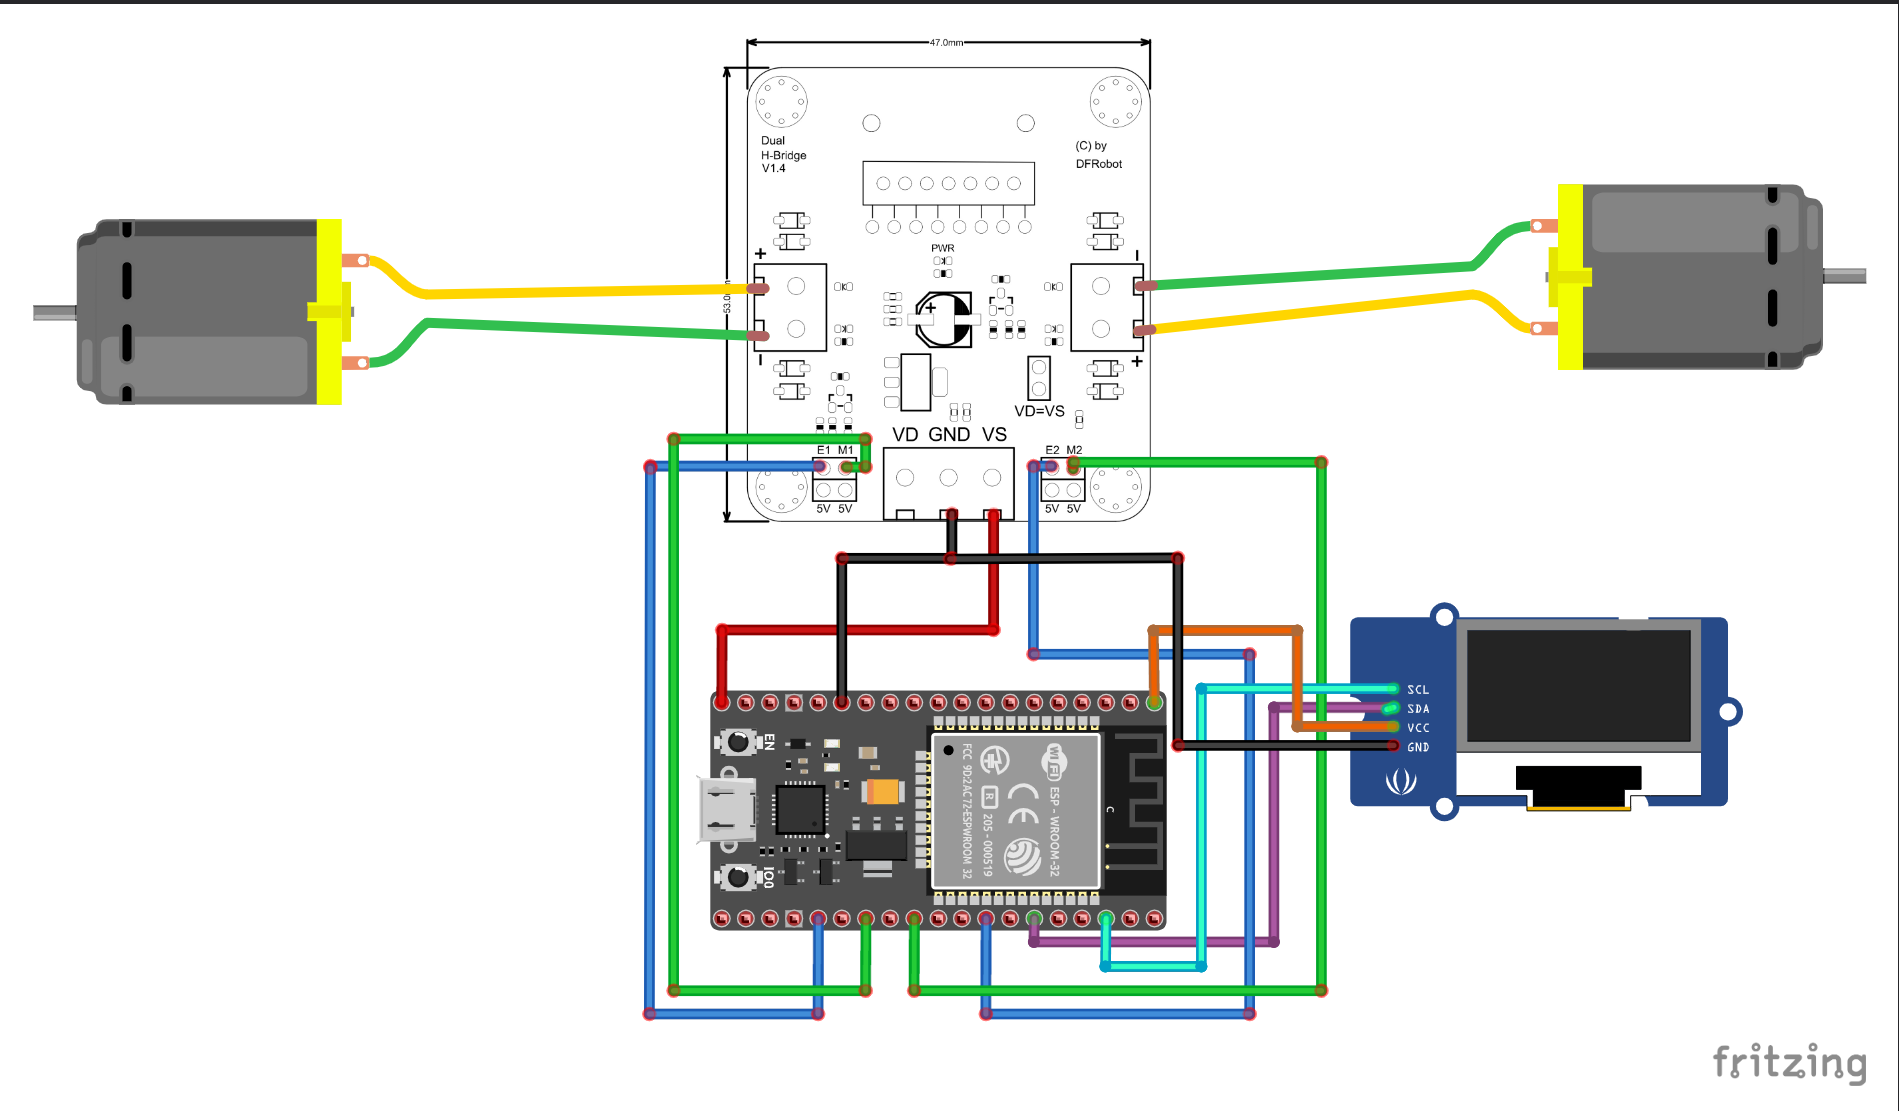 47.0mm
Dual
H-Bridge
V1.4
(C) by
DFRobot
PWR
+
−
−
+
+
VD=VS
VD GND VS
E1 M1
E2 M2
5V 5V
5V 5V
SCL
SDA
VCC
GND
EN
IO0
FCC 9D2AC72-ESPWROOM 32
R
205-000519
CE
WiFi
ESP-WROOM-32
C
fritzing